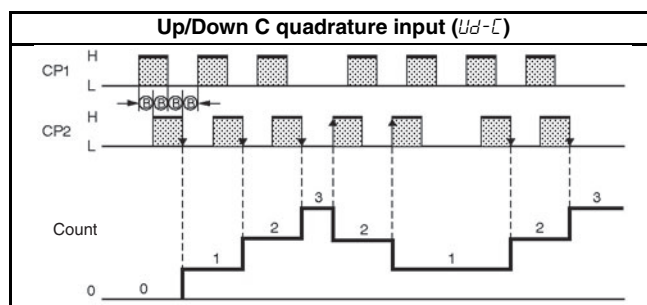 Up/Down C quadrature input (Ud-C)
H
CP1
L
B B B B
H
CP2
L
Count
3
3
2
2
2
1
1
0
0